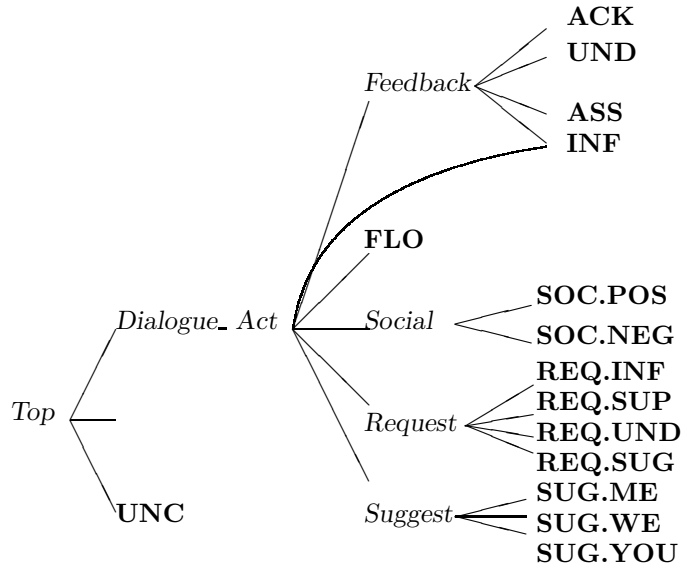 ACK
UND
Feedback
ASS
INF
FLO
SOC.POS
Dialogue_ Act
Social
SOC.NEG
REQ.INF
Top
REQ.SUP
Request
REQ.UND
REQ.SUG
SUG.ME
UNC
Suggest
SUG.WE
SUG.YOU